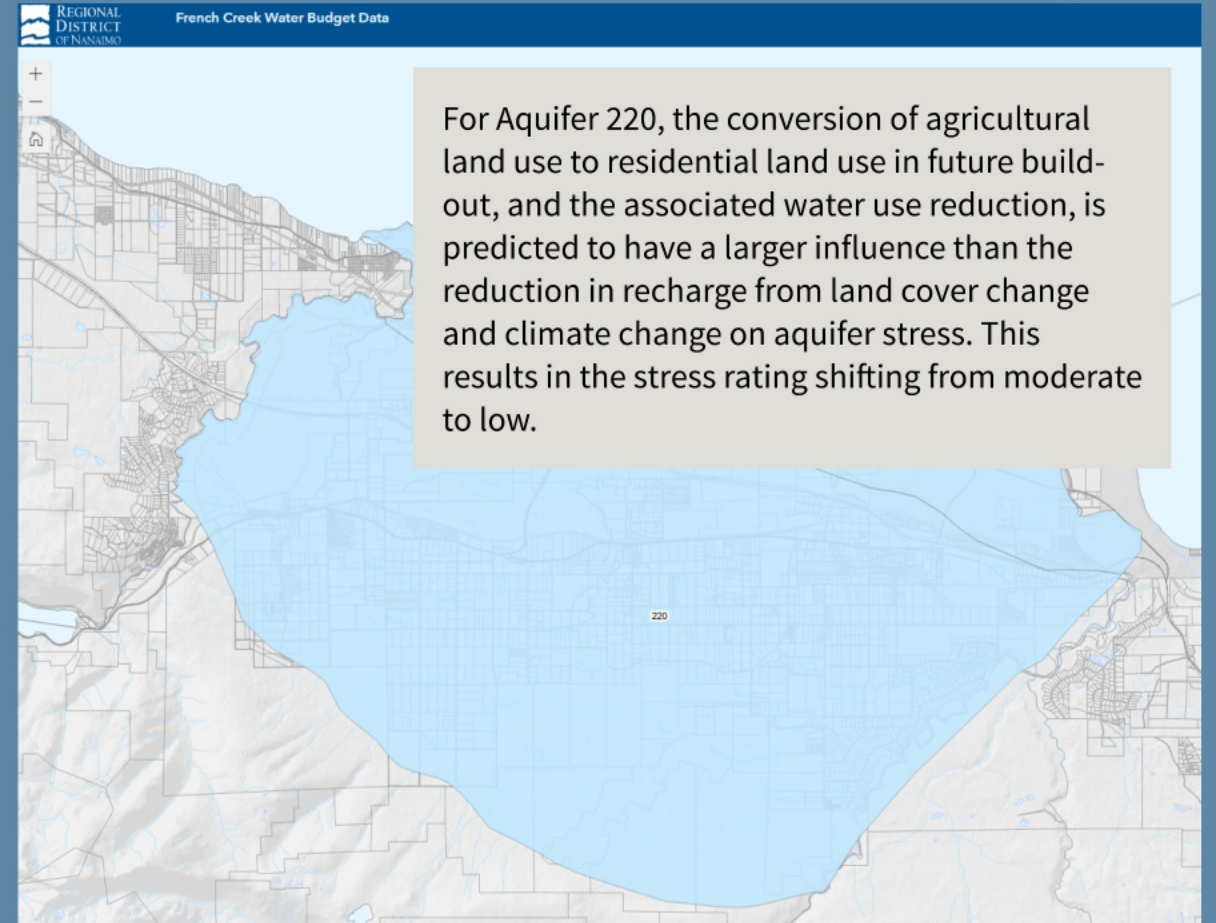 REGIONAL
DISTRICT
OF NANAIMO
French Creek Water Budget Data
+
−
For Aquifer 220, the conversion of agricultural
land use to residential land use in future build-
out, and the associated water use reduction, is
predicted to have a larger influence than the
reduction in recharge from land cover change
and climate change on aquifer stress. This
results in the stress rating shifting from moderate
to low.
220